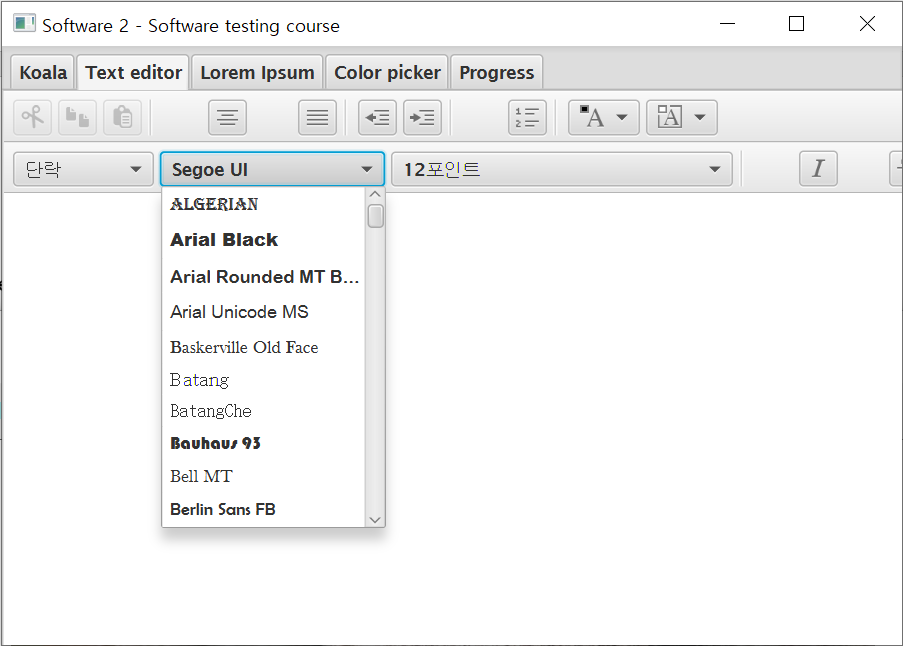 Software 2 - Software testing course
Koala Text editor Lorem Ipsum Color picker Progress
단락 Segoe UI 12포인트
ALGERIAN
Arial Black
Arial Rounded MT B...
Arial Unicode MS
Baskerville Old Face
Batang
BatangChe
Bauhaus 93
Bell MT
Berlin Sans FB